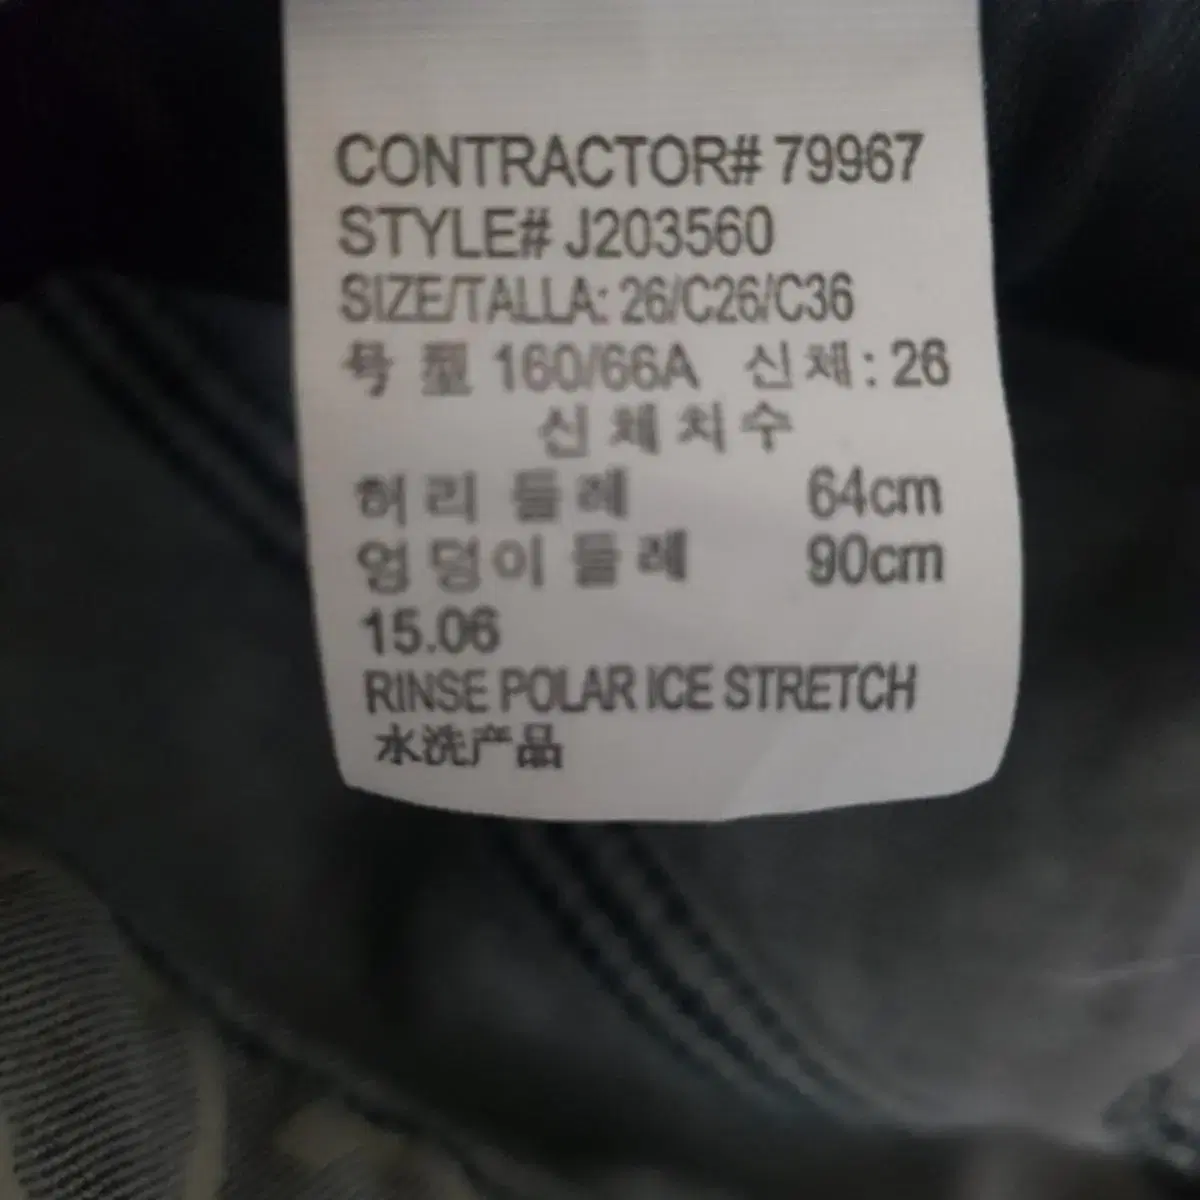 CONTRACTOR# 79967
STYLE# J203560
SIZE/TALLA: 26/C26/C36
号型 160/66A 신체: 26
신체치수
허리 둘레 64cm
엉덩이 둘레 90cm
15.06
RINSE POLAR ICE STRETCH
水洗产品